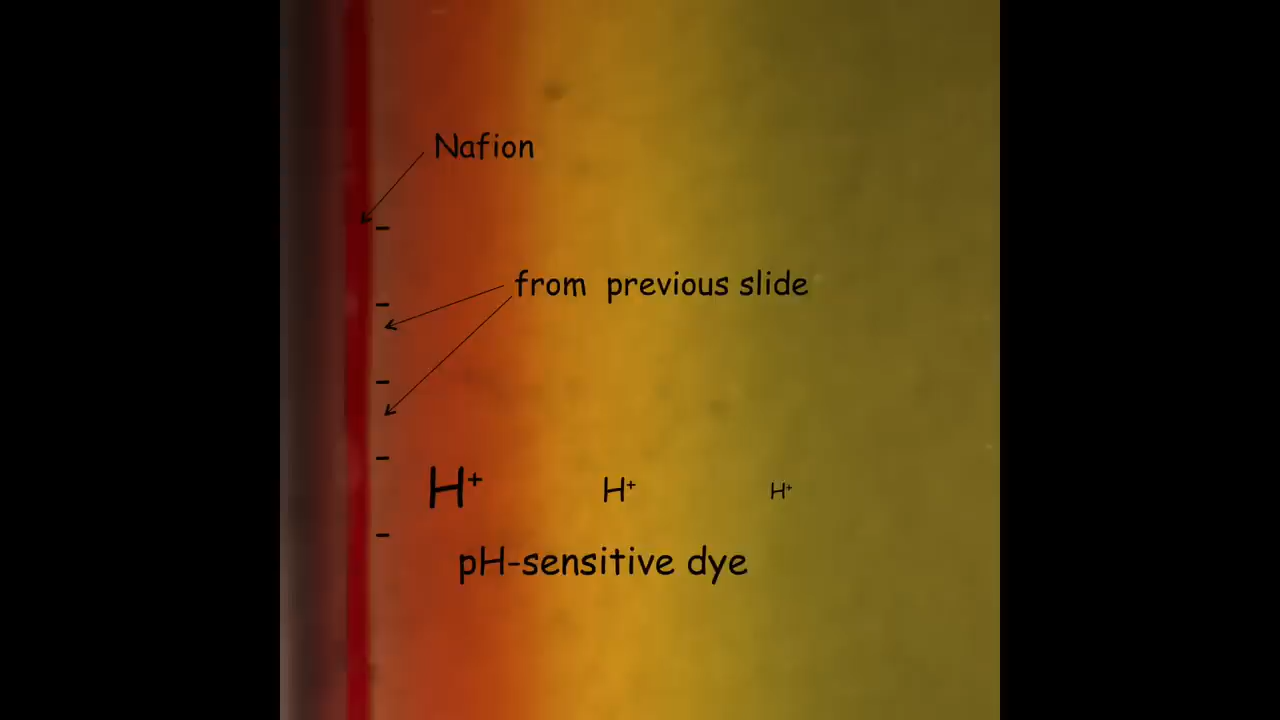 Nafion
from previous slide
H⁺ H⁺ H⁺
pH-sensitive dye